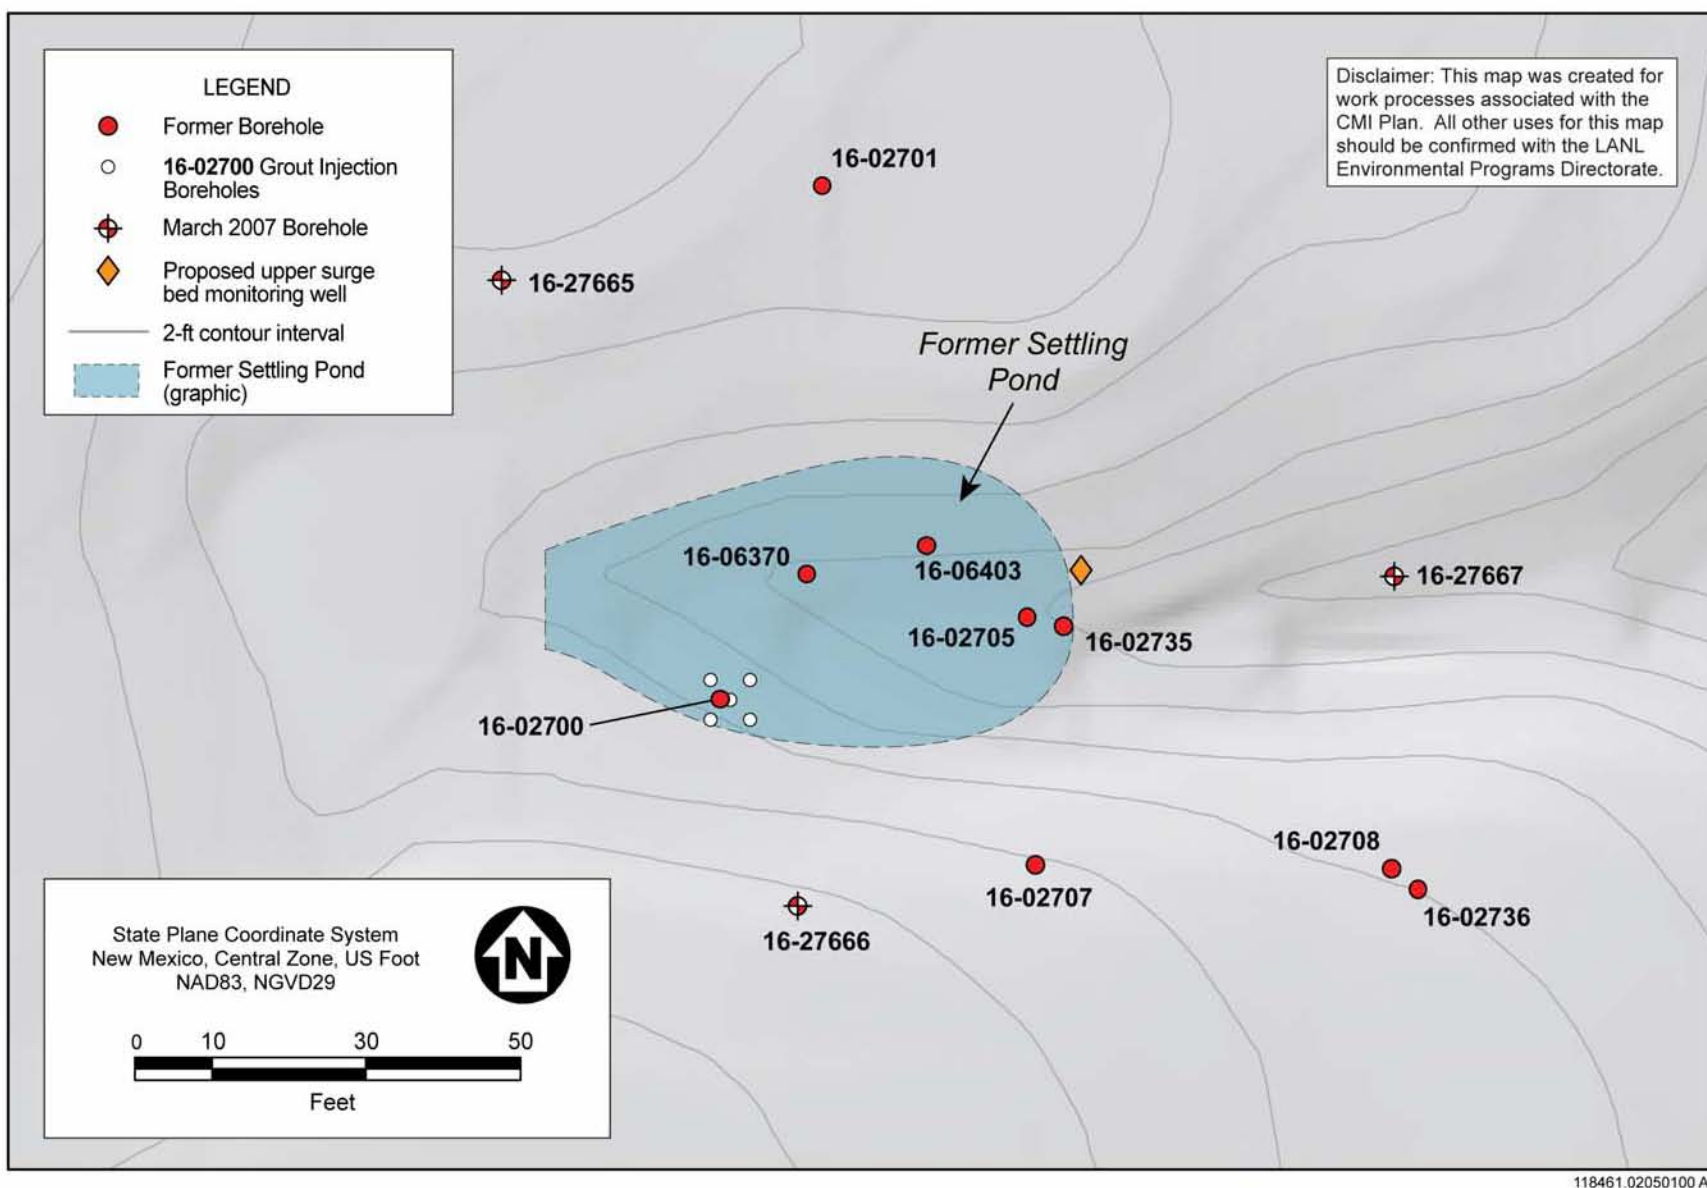 LEGEND
Former Borehole
16-02700 Grout Injection
Boreholes
March 2007 Borehole
Proposed upper surge
bed monitoring well
2-ft contour interval
Former Settling Pond
(graphic)
Disclaimer: This map was created for
work processes associated with the
CMI Plan. All other uses for this map
should be confirmed with the LANL
Environmental Programs Directorate.
16-02701
16-27665
Former Settling
Pond
16-06370
16-06403
16-27667
16-02705
16-02735
16-02700
16-02708
16-02707
16-02736
16-27666
State Plane Coordinate System
New Mexico, Central Zone, US Foot
NAD83, NGVD29
N
0 10 30 50
Feet
118461.02050100